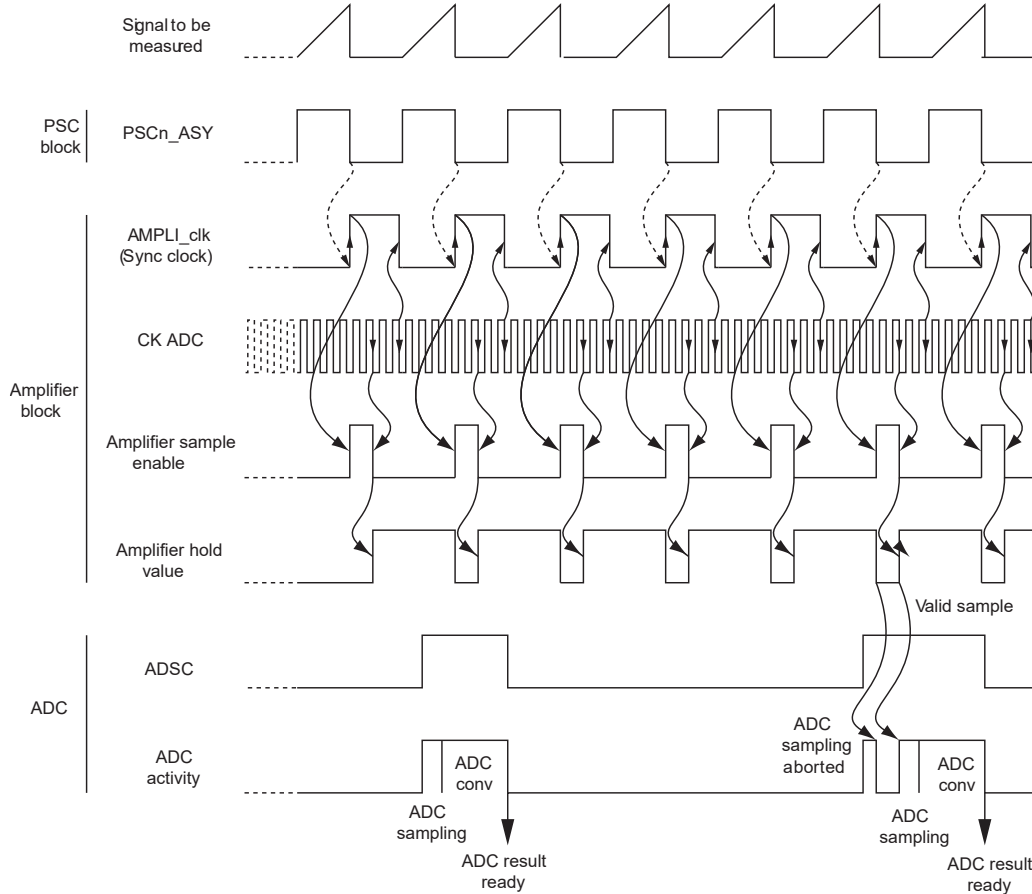 Signal to be
measured
PSC
block
PSCn_ASY
AMPLI_clk
(Sync clock)
CK ADC
Amplifier
block
Amplifier sample
enable
Amplifier hold
value
Valid sample
ADSC
ADC
ADC
sampling
aborted
ADC
activity
ADC
conv
ADC
conv
ADC
sampling
ADC
sampling
ADC result
ready
ADC result
ready